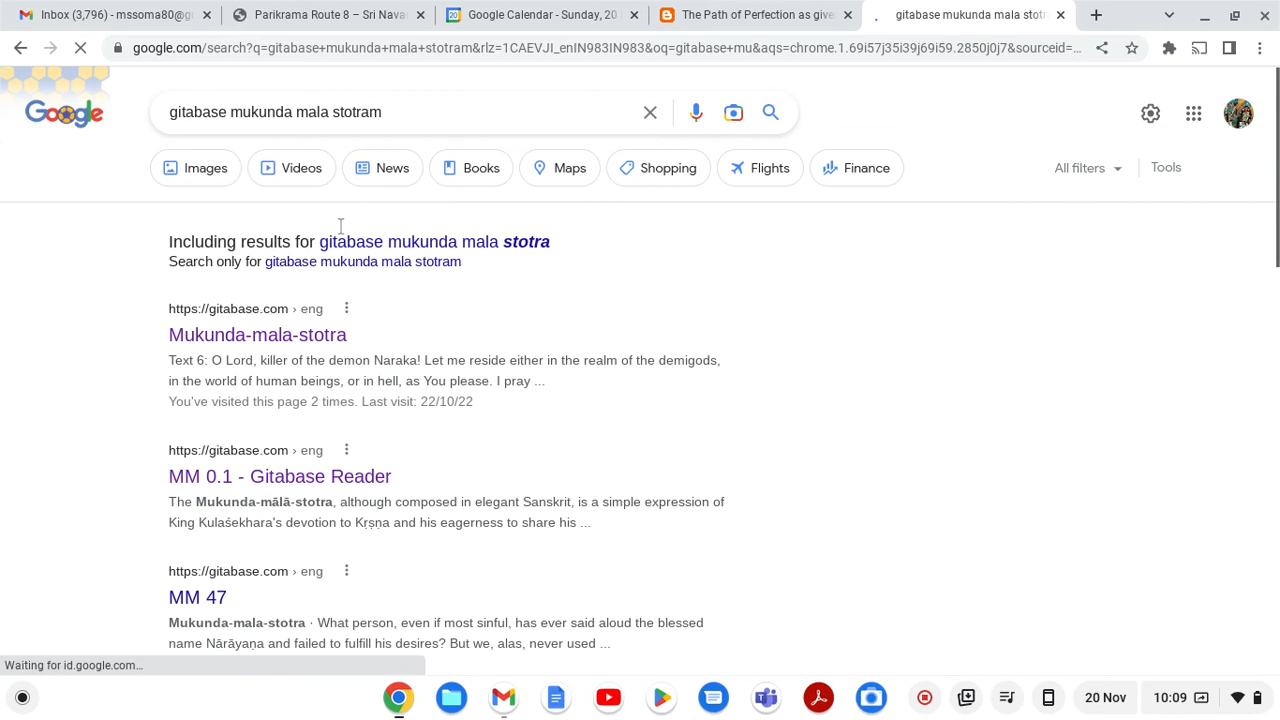 Inbox (3,796) - mssoma80@g
Parikrama Route 8 – Sri Nava
Google Calendar - Sunday, 20
The Path of Perfection as give
gitabase mukunda mala stotr
google.com/search?q=gitabase+mukunda+mala+stotram&rlz=1CAEVJI_enIN983IN983&oq=gitabase+mu&aqs=chrome.1.69i57j35i39j69i59.2850j0j7&sourceid=...
Google
gitabase mukunda mala stotram
Images
Videos
News
Books
Maps
Shopping
Flights
Finance
All filters
Tools
Including results for gitabase mukunda mala stotra
Search only for gitabase mukunda mala stotram
https://gitabase.com › eng
Mukunda-mala-stotra
Text 6: O Lord, killer of the demon Naraka! Let me reside either in the realm of the demigods,
in the world of human beings, or in hell, as You please. I pray ...
You've visited this page 2 times. Last visit: 22/10/22
https://gitabase.com › eng
MM 0.1 - Gitabase Reader
The Mukunda-mālā-stotra, although composed in elegant Sanskrit, is a simple expression of
King Kulaśekhara's devotion to Kṛṣṇa and his eagerness to share his ...
https://gitabase.com › eng
MM 47
Mukunda-mala-stotra · What person, even if most sinful, has ever said aloud the blessed
name Nārāyaṇa and failed to fulfill his desires? But we, alas, never used ...
Waiting for id.google.com...
20 Nov
10:09